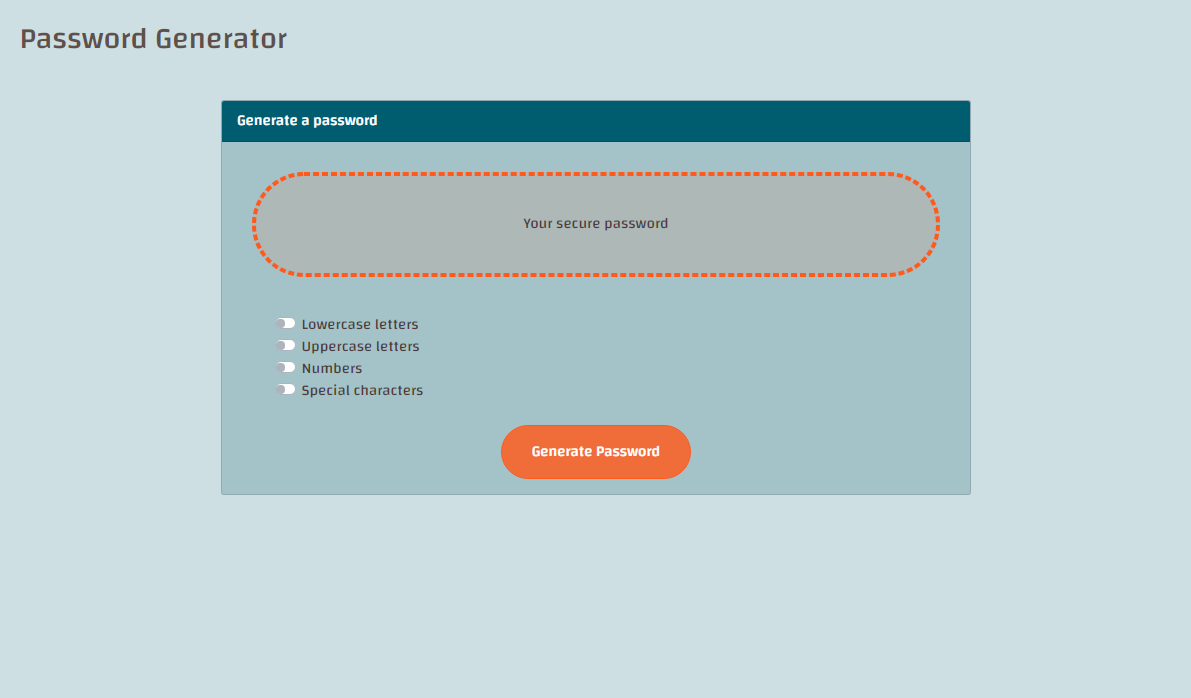 Password Generator
Generate a password
Your secure password
Lowercase letters
Uppercase letters
Numbers
Special characters
Generate Password